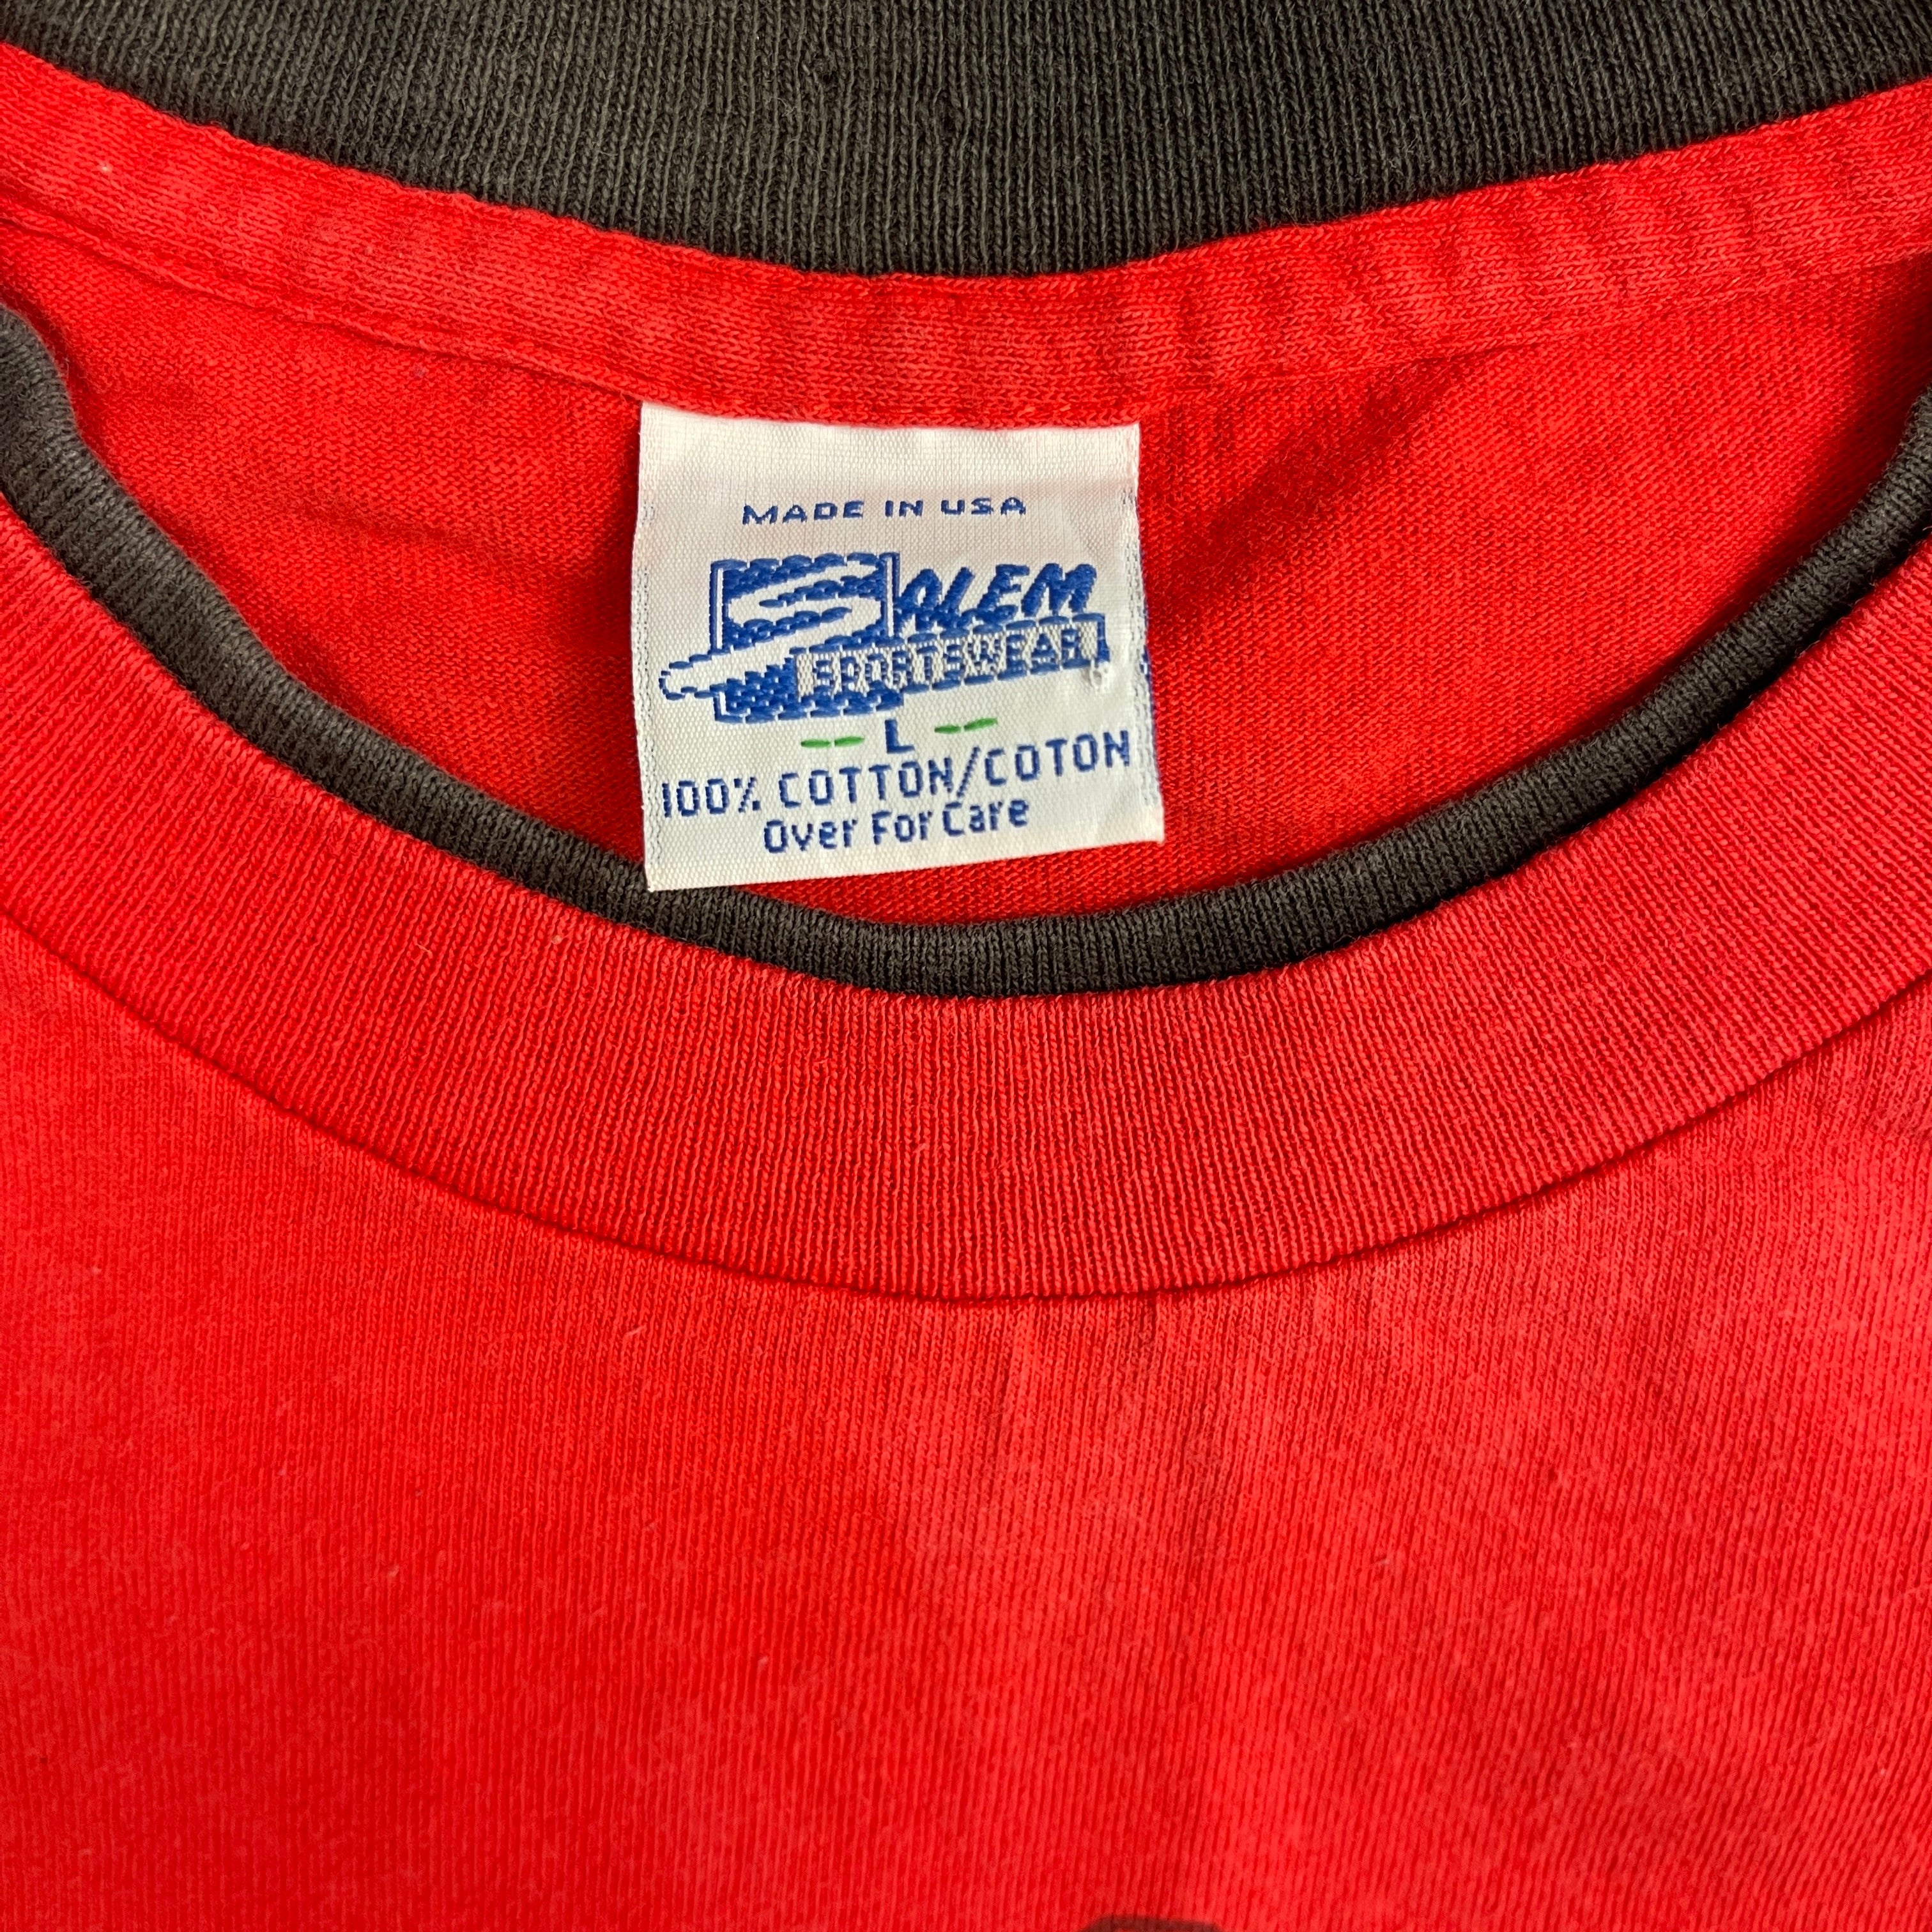 MADE IN USA
SALEM
SPORTSWEAR
L
100% COTTON/COTON
Over For Care